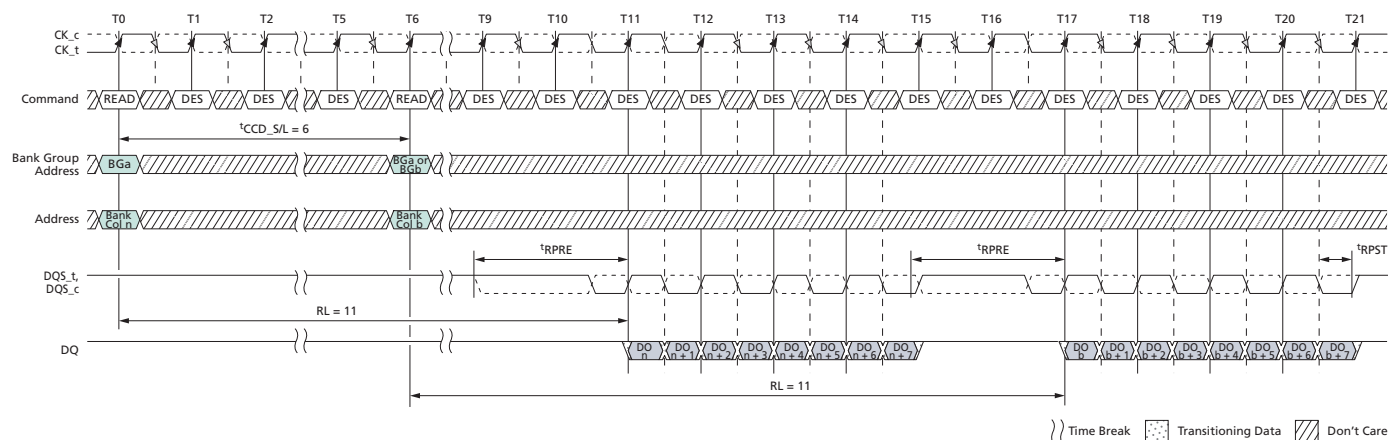 T0 T1 T2 T5 T6 T9 T10 T11 T12 T13 T14 T15 T16 T17 T18 T19 T20 T21
CK_c
CK_t
Command READ DES DES DES READ DES DES DES DES DES DES DES DES DES DES DES DES DES
tCCD_S/L = 6
Bank Group
Address
BGa
BGa or
BGb
Address
Bank
Col n
Bank
Col b
tRPRE tRPRE tRPST
DQS_t,
DQS_c
RL = 11
DQ
DO
n
DO
n + 1
DO
n + 2
DO
n + 3
DO
n + 4
DO
n + 5
DO
n + 6
DO
n + 7
DO
b
DO
b + 1
DO
b + 2
DO
b + 3
DO
b + 4
DO
b + 5
DO
b + 6
DO
b + 7
RL = 11
Time Break Transitioning Data Don't Care